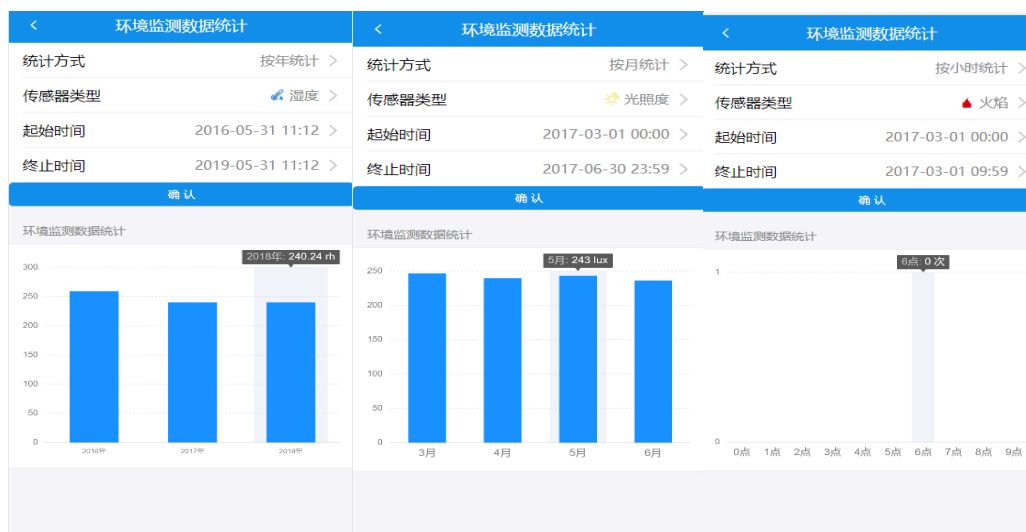 环境监测数据统计
统计方式 按年统计
传感器类型 湿度
起始时间 2016-05-31 11:12
终止时间 2019-05-31 11:12
确认
环境监测数据统计
2018年: 240.24 rh
300
250
200
150
100
50
0
2016年 2017年 2018年
环境监测数据统计
统计方式 按月统计
传感器类型 光照度
起始时间 2017-03-01 00:00
终止时间 2017-06-30 23:59
确认
环境监测数据统计
5月: 243 lux
250
200
150
100
50
0
3月 4月 5月 6月
环境监测数据统计
统计方式 按小时统计
传感器类型 火焰
起始时间 2017-03-01 00:00
终止时间 2017-03-01 09:59
确认
环境监测数据统计
6点: 0 次
1
0
0点 1点 2点 3点 4点 5点 6点 7点 8点 9点